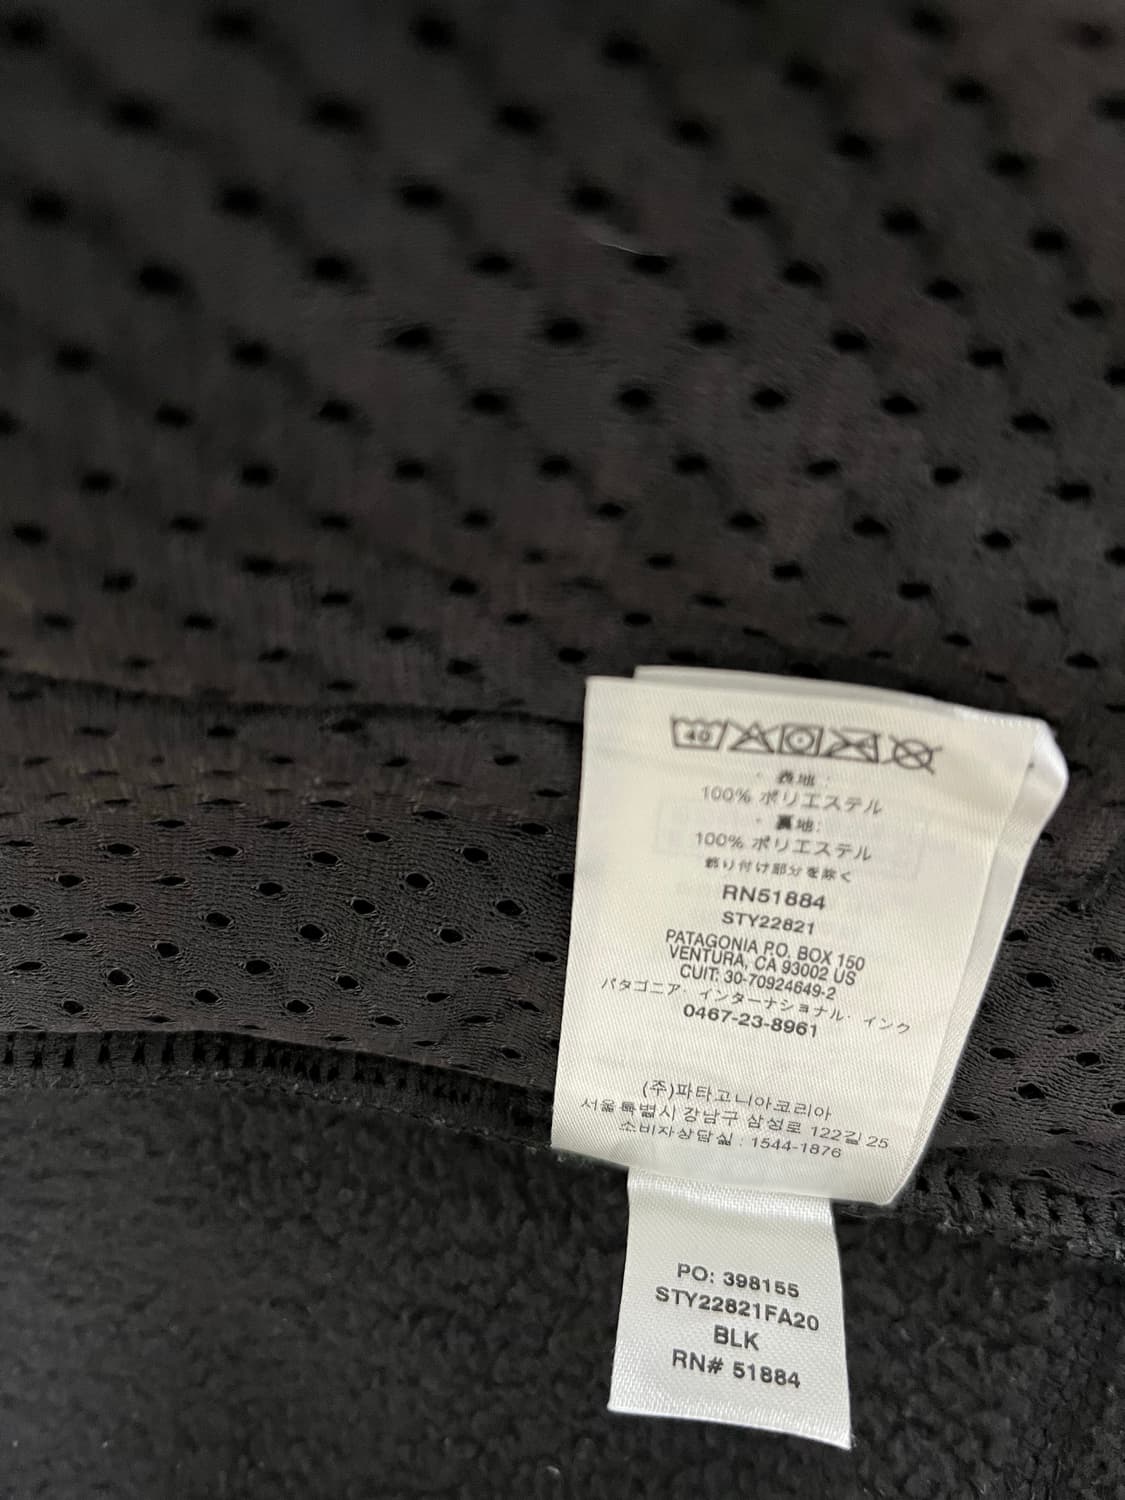 40
・表地:
100% ポリエステル
・裏地:
100% ポリエステル
飾り付け部分を除く
RN51884
STY22821
PATAGONIA P.O. BOX 150
VENTURA, CA 93002 US
CUIT: 30-70924649-2
パタゴニア・インターナショナル・インク
0467-23-8961
(주)파타고니아코리아
서울특별시 강남구 삼성로 122길 25
소비자상담실 : 1544-1876
PO: 398155
STY22821FA20
BLK
RN# 51884